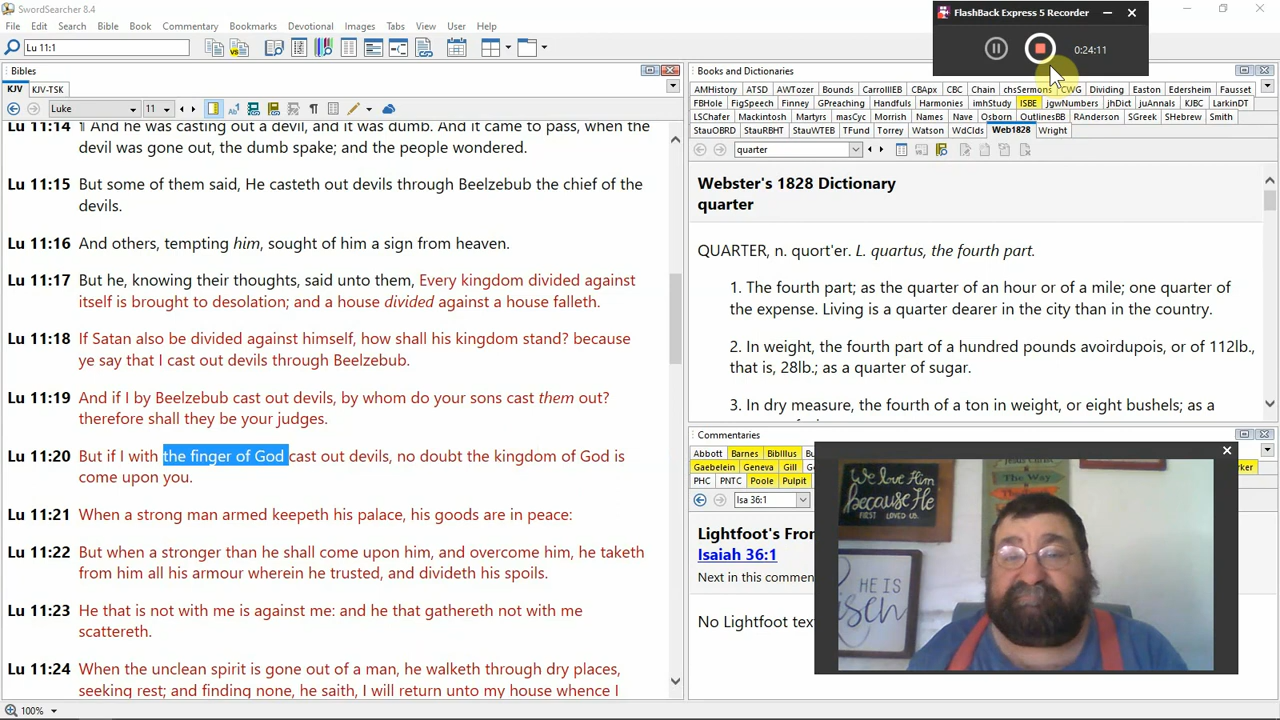 SwordSearcher 8.4
File Edit Search Bible Book Commentary Bookmarks Devotional Images Tabs View User Help
Lu 11:1
VS
FlashBack Express 5 Recorder
0:24:11
Bibles
KJV KJV-TSK
Luke 11
Lu 11:14 ¶ And he was casting out a devil, and it was dumb. And it came to pass, when the
devil was gone out, the dumb spake; and the people wondered.
Lu 11:15 But some of them said, He casteth out devils through Beelzebub the chief of the
devils.
Lu 11:16 And others, tempting him, sought of him a sign from heaven.
Lu 11:17 But he, knowing their thoughts, said unto them, Every kingdom divided against
itself is brought to desolation; and a house divided against a house falleth.
Lu 11:18 If Satan also be divided against himself, how shall his kingdom stand? because
ye say that I cast out devils through Beelzebub.
Lu 11:19 And if I by Beelzebub cast out devils, by whom do your sons cast them out?
therefore shall they be your judges.
Lu 11:20 But if I with the finger of God cast out devils, no doubt the kingdom of God is
come upon you.
Lu 11:21 When a strong man armed keepeth his palace, his goods are in peace:
Lu 11:22 But when a stronger than he shall come upon him, and overcome him, he taketh
from him all his armour wherein he trusted, and divideth his spoils.
Lu 11:23 He that is not with me is against me: and he that gathereth not with me
scattereth.
Lu 11:24 When the unclean spirit is gone out of a man, he walketh through dry places,
seeking rest; and finding none, he saith, I will return unto my house whence I
100%
Books and Dictionaries
AMHistory ATSD AWTozer Bounds CarrollIEB CBApx CBC Chain chsSermons CWG Dividing Easton Edersheim Fausset
FBHole FigSpeech Finney GPreaching Handfuls Harmonies imhStudy ISBE jgwNumbers jhDict juAnnals KJBC LarkinDT
LSChafer Mackintosh Martyrs masCyc Morrish Names Nave Osborn OutlinesBB RAnderson SGreek SHebrew Smith
StauOBRD StauRBHT StauWTEB TFund Torrey Watson WdClds Web1828 Wright
quarter
Webster's 1828 Dictionary
quarter
QUARTER, n. quort'er. L. quartus, the fourth part.
1. The fourth part; as the quarter of an hour or of a mile; one quarter of
the expense. Living is a quarter dearer in the city than in the country.
2. In weight, the fourth part of a hundred pounds avoirdupois, or of 112lb.,
that is, 28lb.; as a quarter of sugar.
3. In dry measure, the fourth of a ton in weight, or eight bushels; as a
Commentaries
Abbott Barnes BibIllus
Gaebelein Geneva Gill
PHC PNTC Poole Pulpit
Isa 36:1
Lightfoot's
Isaiah 36:1
Next in this
No Lightfoot
We love Him
because He
FIRST LOVED US.
Jesus Christ
The Way
HE IS
Risen